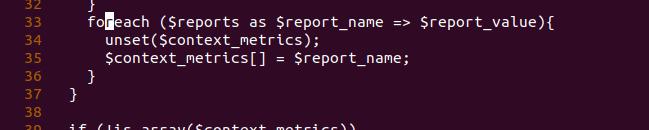 32 }
33 foreach ($reports as $report_name => $report_value){
34 unset($context_metrics);
35 $context_metrics[] = $report_name;
36 }
37 }
38
39 if (!is_array($context_metrics))